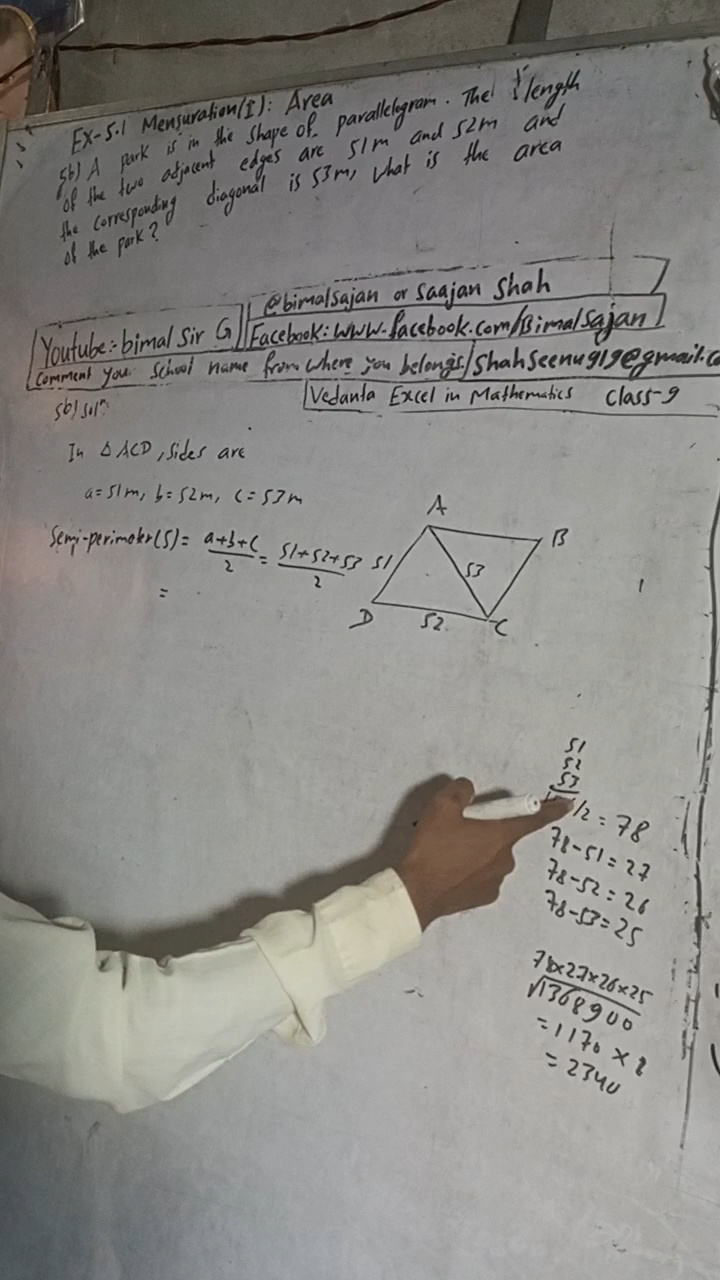 Ex-5.1 Mensuration(I): Area
5b) A park is in the shape of parallelogram. The length
of the two adjacent edges are 51m and 52m and
the corresponding diagonal is 53m, what is the area
of the park?
@bimalsajan or Saajan Shah
Youtube:- bimal Sir G
Facebook: www.facebook.com/Bimalsajan
Comment you school name from where you belongs/
shahseenu919@gmail.co
Vedanta Excel in Mathematics Class-9
5b) solⁿ:
In △ACD, sides are
a=51m, b=52m, c=53m
Semi-perimeter(S)= a+b+c/2 = 51+52+53/2
=
A
B
51
53
D
52
C
51
52
53
/2 = 78
78-51=27
78-52=26
78-53=25
78x27x26x25
√1368900
=1170 x 2
=2340